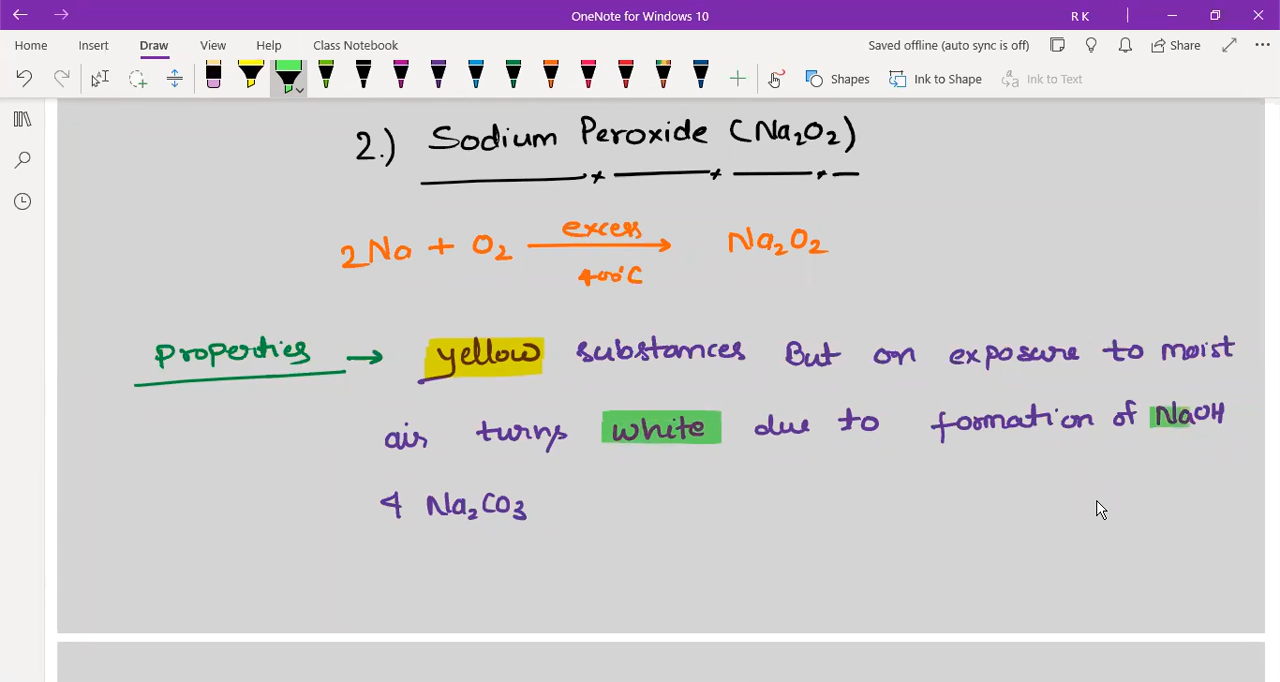 OneNote for Windows 10
R K
Home Insert Draw View Help Class Notebook
Saved offline (auto sync is off) Share
Shapes Ink to Shape Ink to Text
2.) Sodium Peroxide (Na₂O₂)
excess
2Na + O₂ → Na₂O₂
400°C
properties → yellow substances But on exposure to moist
air turns white due to formation of NaOH
& Na₂CO₃